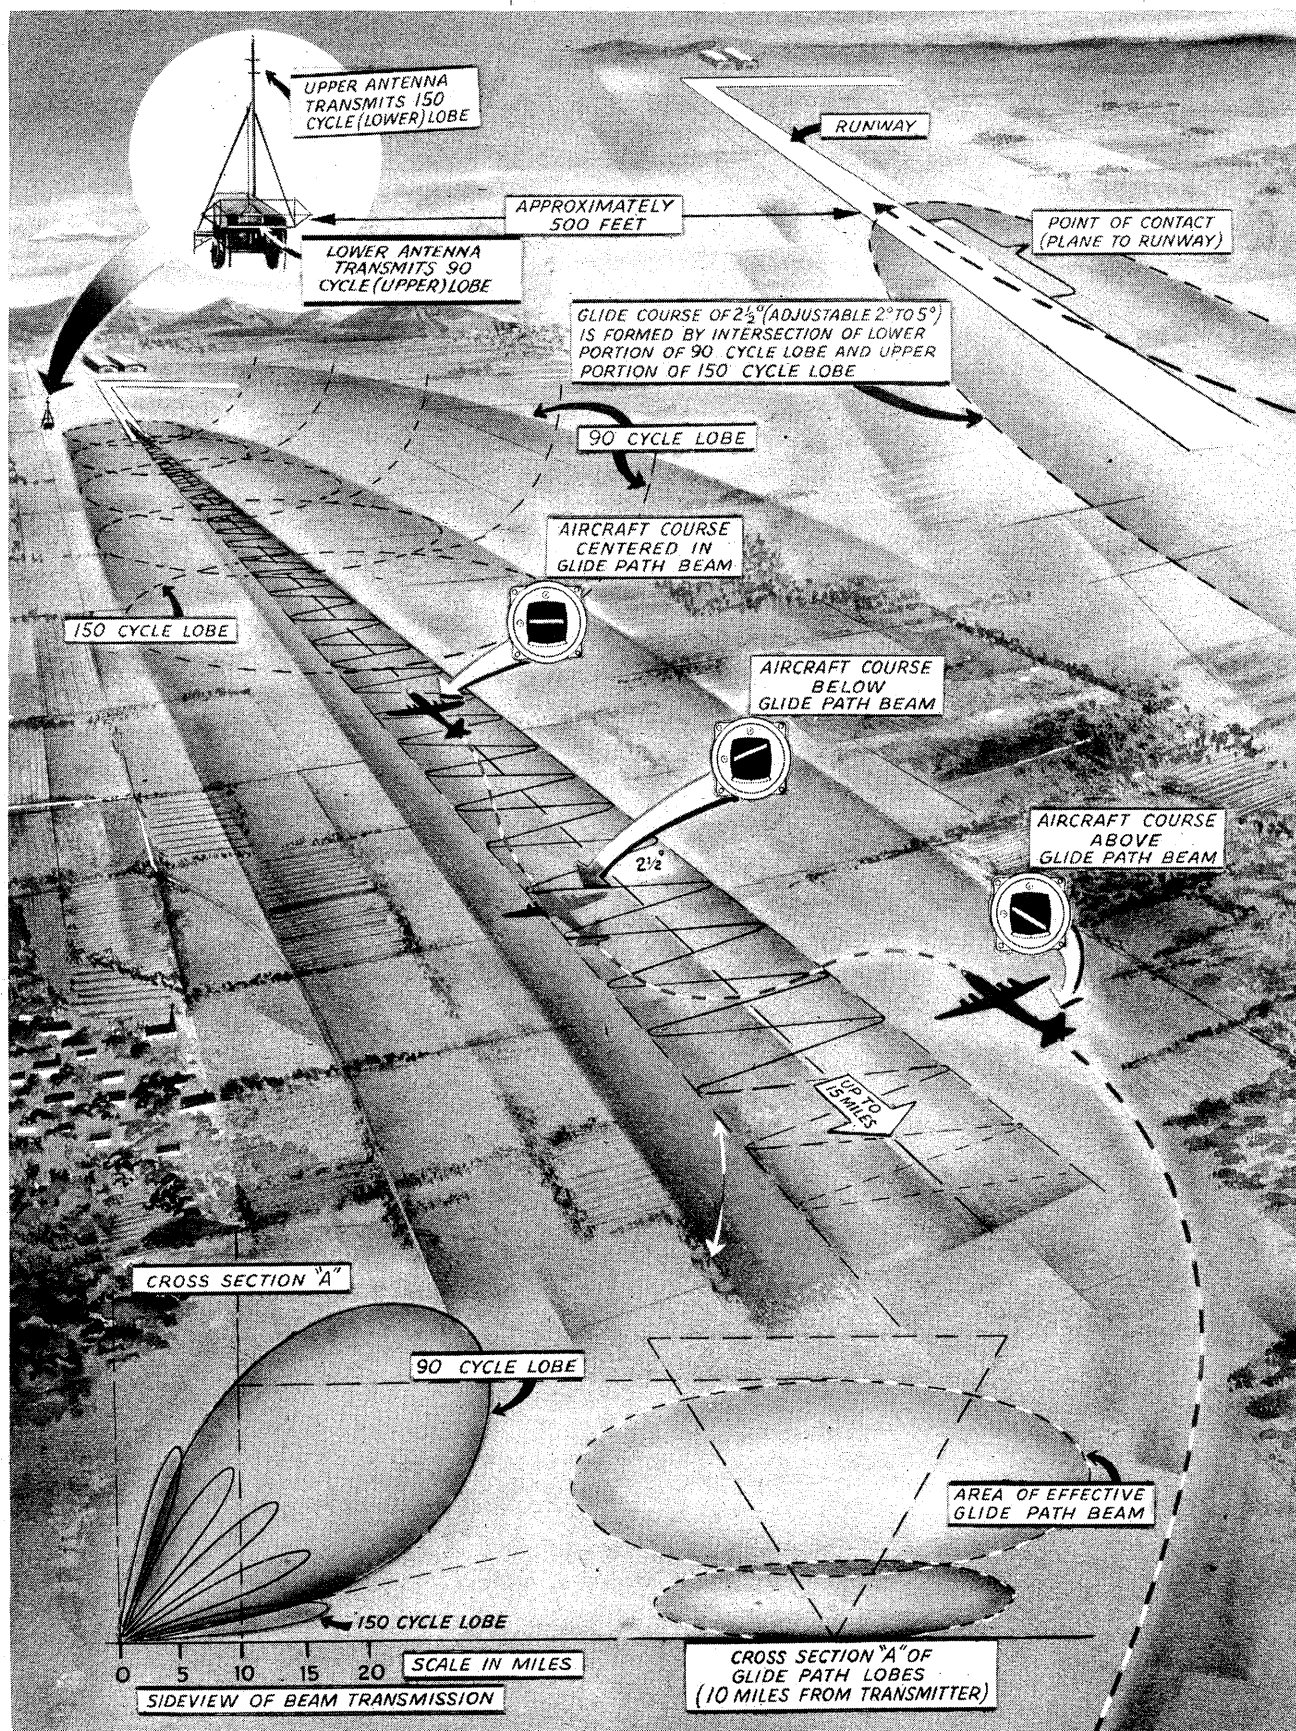 UPPER ANTENNA
TRANSMITS 150
CYCLE (LOWER) LOBE
RUNWAY
APPROXIMATELY
500 FEET
POINT OF CONTACT
(PLANE TO RUNWAY)
LOWER ANTENNA
TRANSMITS 90
CYCLE (UPPER) LOBE
GLIDE COURSE OF 2½° (ADJUSTABLE 2° TO 5°)
IS FORMED BY INTERSECTION OF LOWER
PORTION OF 90 CYCLE LOBE AND UPPER
PORTION OF 150 CYCLE LOBE
90 CYCLE LOBE
AIRCRAFT COURSE
CENTERED IN
GLIDE PATH BEAM
150 CYCLE LOBE
AIRCRAFT COURSE
BELOW
GLIDE PATH BEAM
AIRCRAFT COURSE
ABOVE
GLIDE PATH BEAM
2½°
UP TO
15 MILES
CROSS SECTION "A"
90 CYCLE LOBE
AREA OF EFFECTIVE
GLIDE PATH BEAM
150 CYCLE LOBE
0 5 10 15 20 SCALE IN MILES
SIDEVIEW OF BEAM TRANSMISSION
CROSS SECTION "A" OF
GLIDE PATH LOBES
(10 MILES FROM TRANSMITTER)